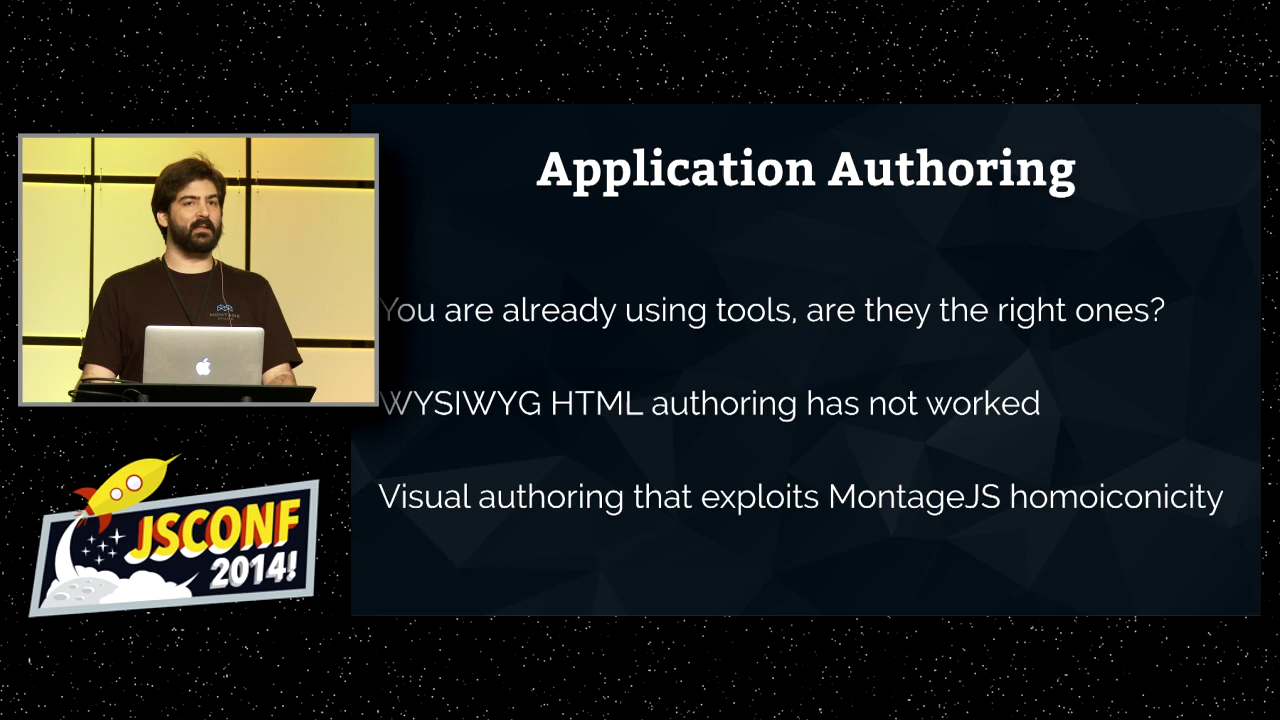 Application Authoring
You are already using tools, are they the right ones?
WYSIWYG HTML authoring has not worked
Visual authoring that exploits MontageJS homoiconicity
MONTAGE
JSCONF
2014!